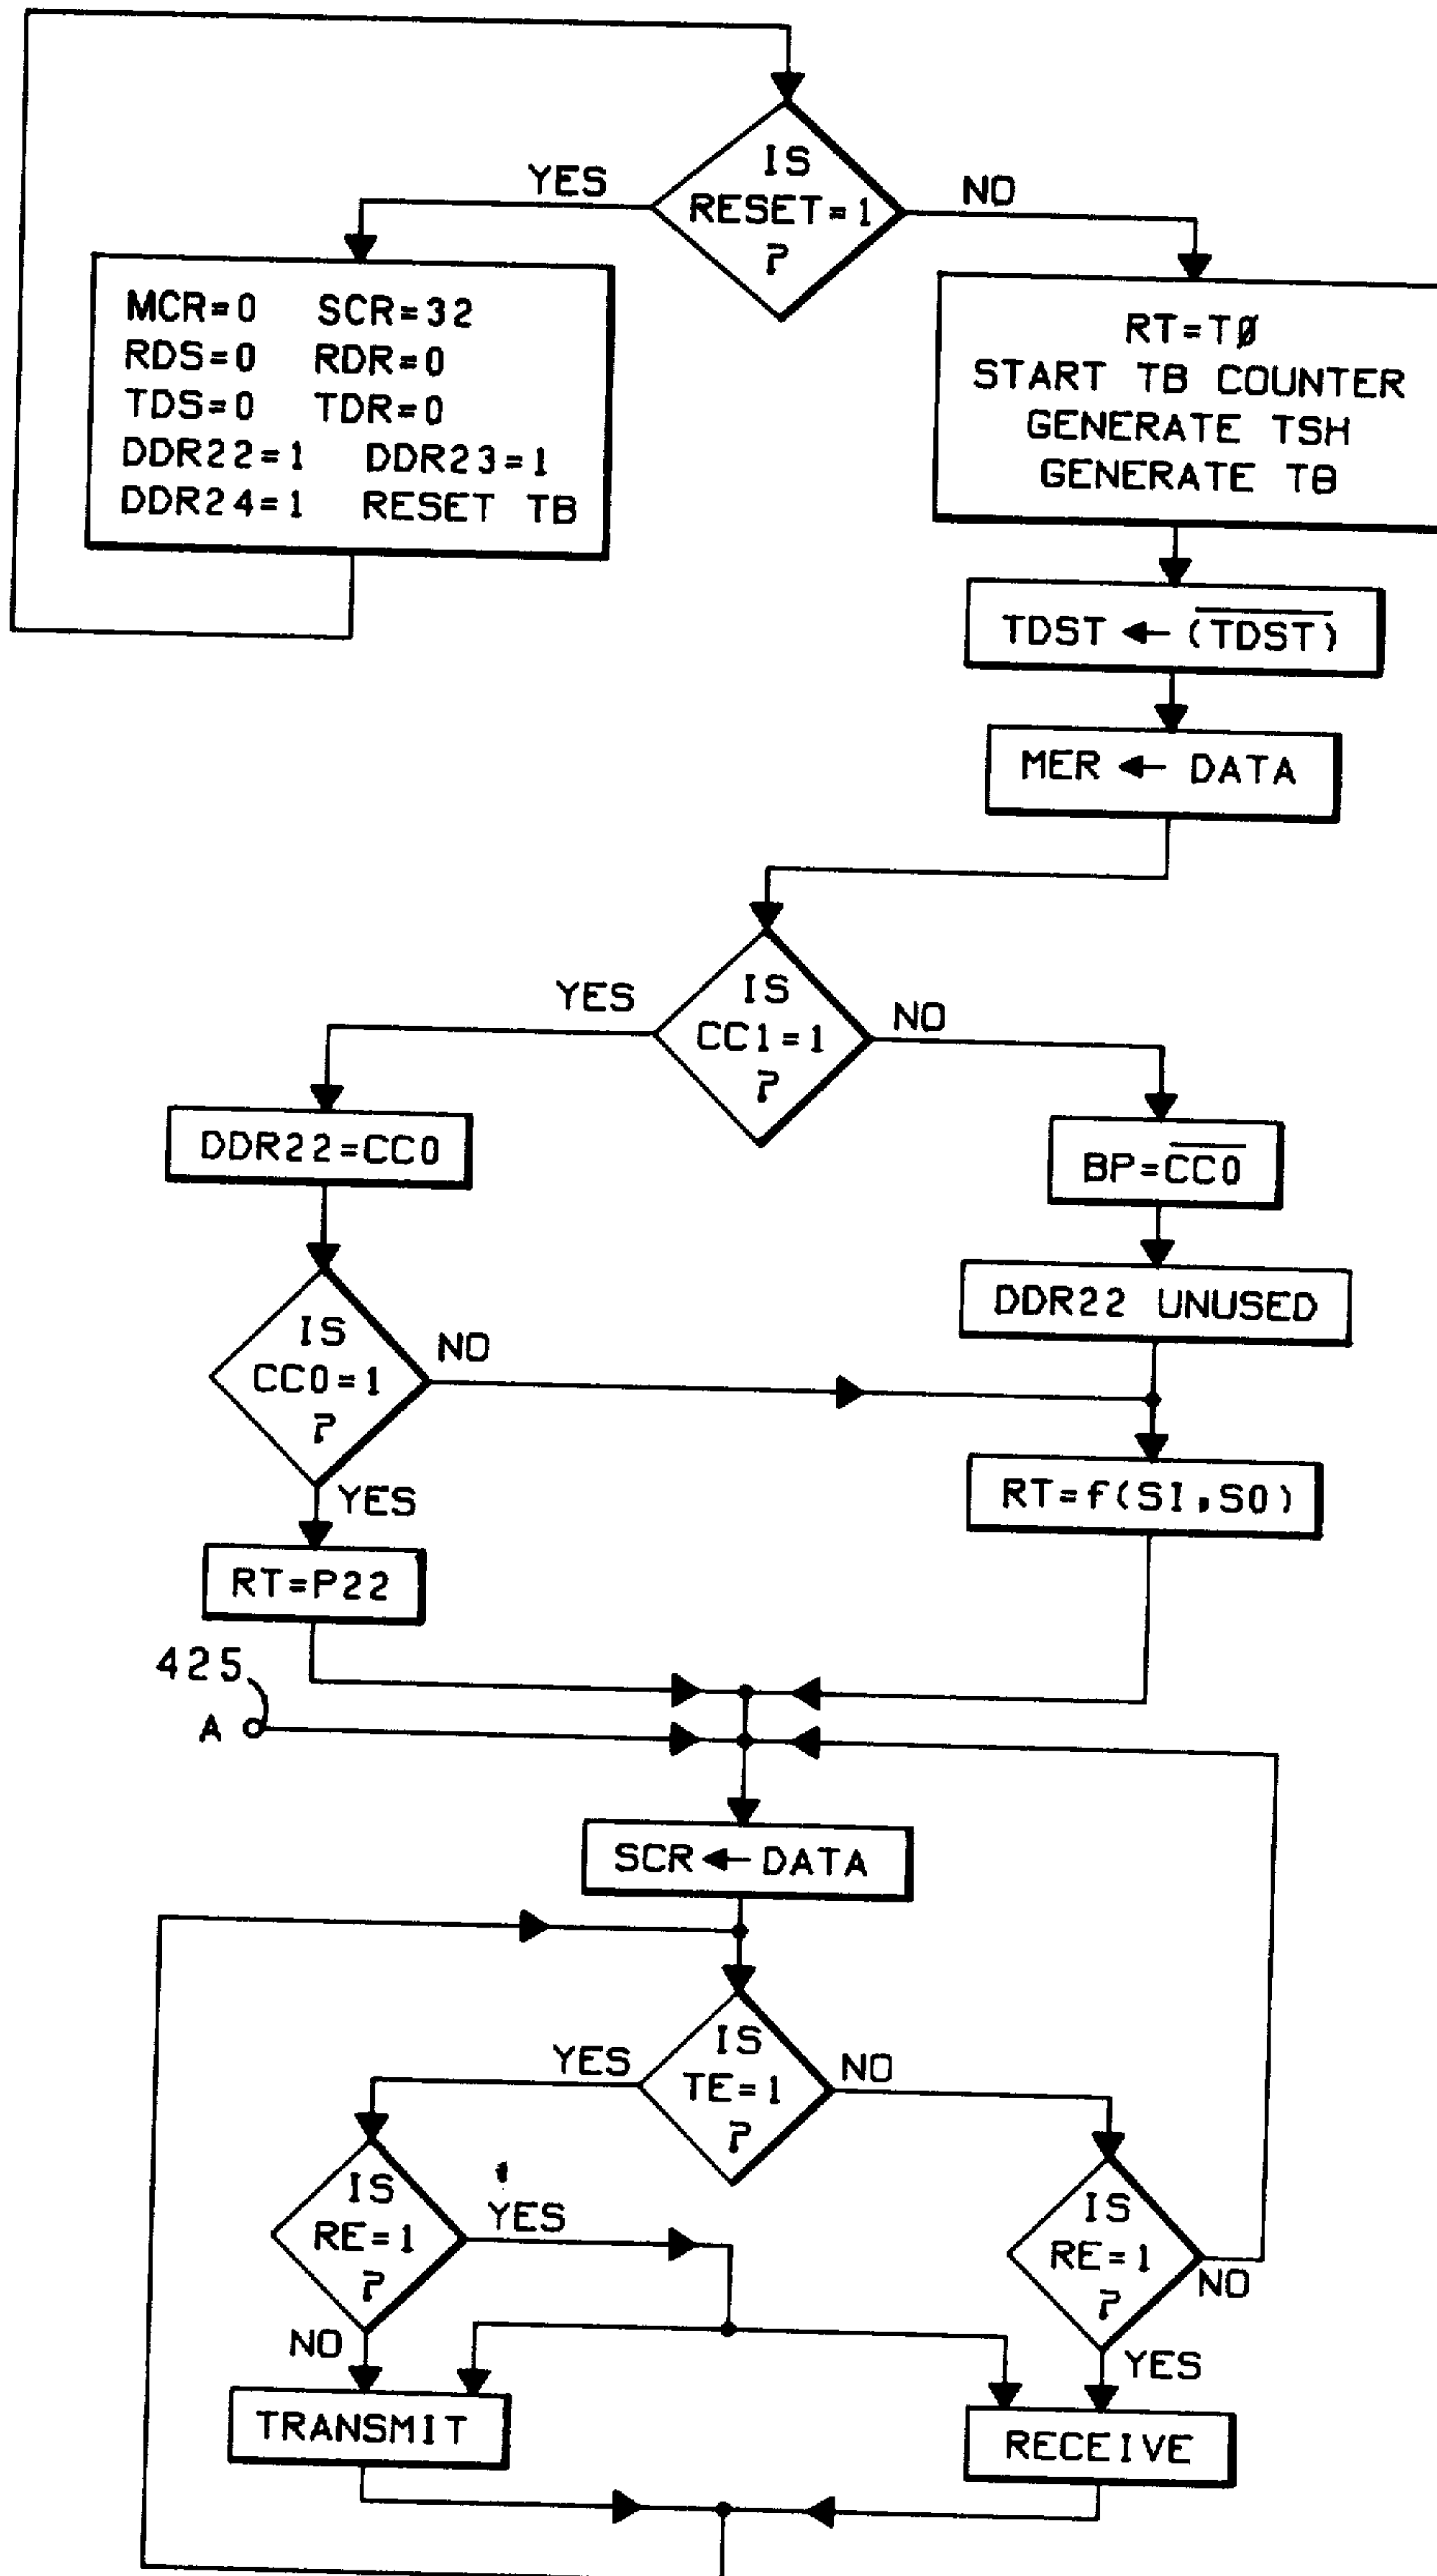 IS
RESET=1
?
YES
NO
MCR=0 SCR=32
RDS=0 RDR=0
TDS=0 TDR=0
DDR22=1 DDR23=1
DDR24=1 RESET TB
RT=TØ
START TB COUNTER
GENERATE TSH
GENERATE TB
TDST ← (TDST)
MER ← DATA
IS
CC1=1
?
YES
NO
DDR22=CC0
BP=CC0
DDR22 UNUSED
IS
CC0=1
?
NO
YES
RT=f(SI,S0)
RT=P22
425
A
SCR ← DATA
IS
TE=1
?
YES
NO
IS
RE=1
?
YES
NO
IS
RE=1
?
NO
YES
TRANSMIT
RECEIVE